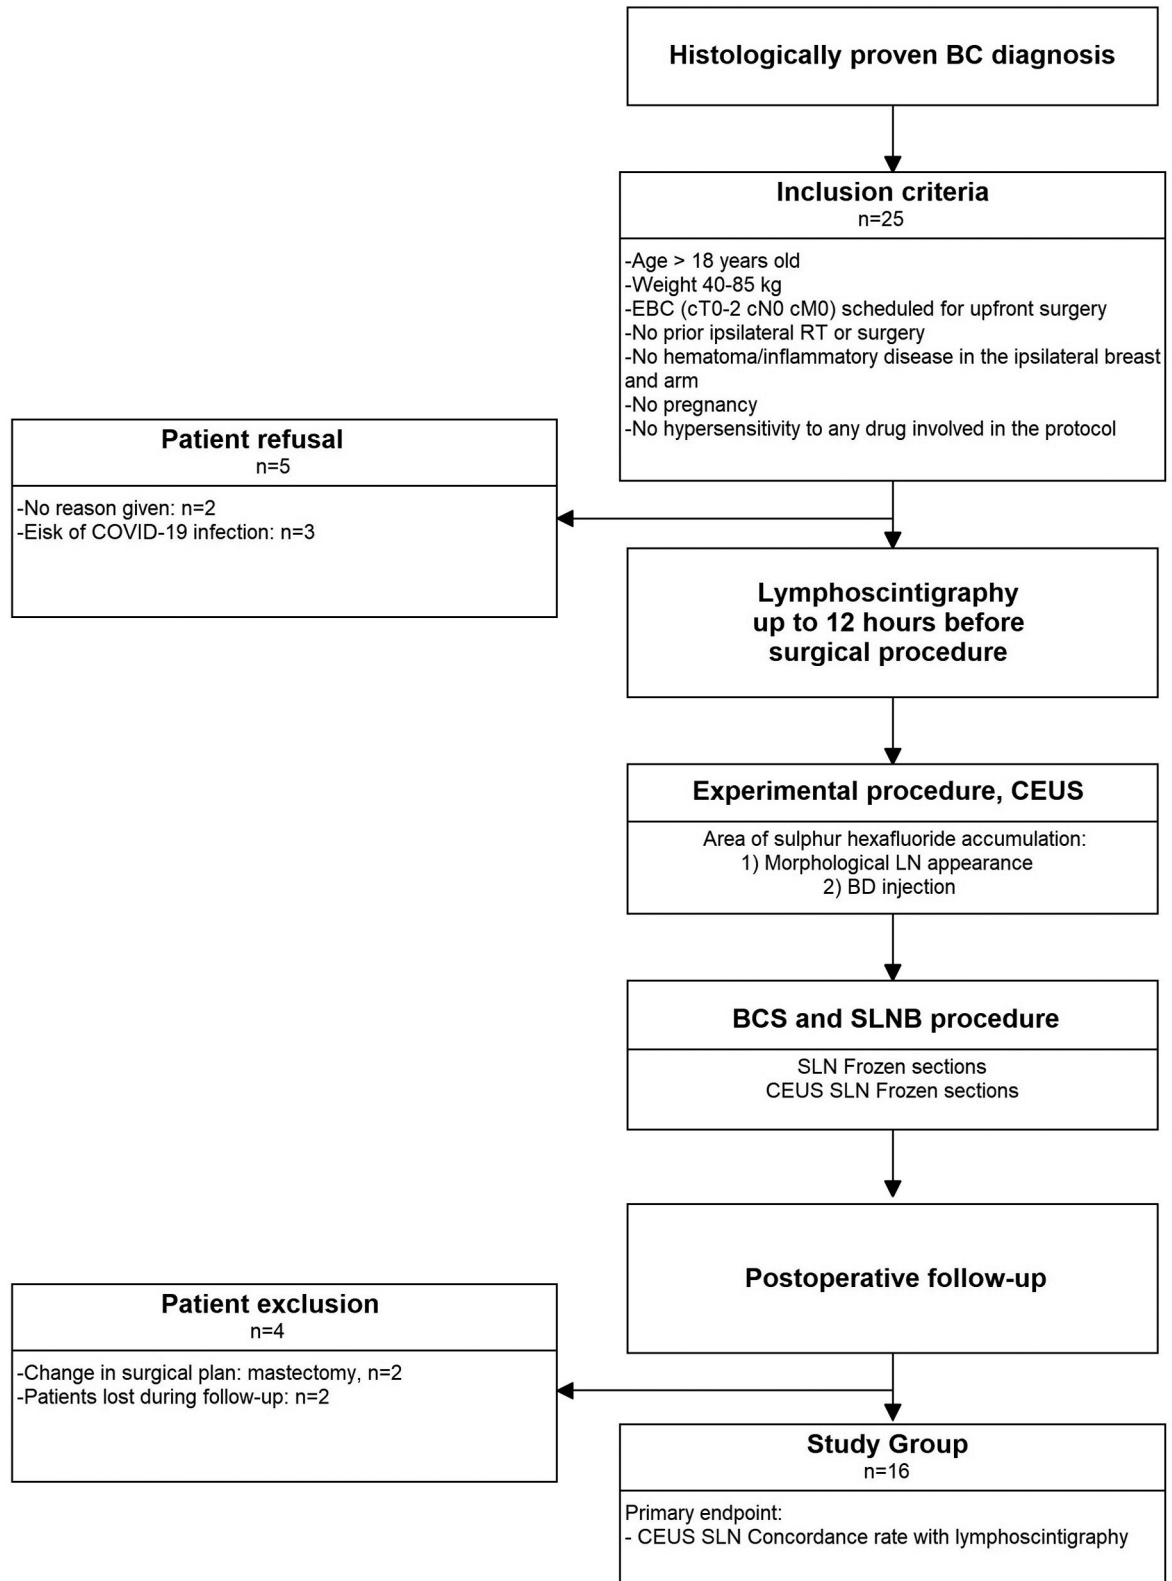 Histologically proven BC diagnosis
Inclusion criteria
n=25
-Age > 18 years old
-Weight 40-85 kg
-EBC (cT0-2 cN0 cM0) scheduled for upfront surgery
-No prior ipsilateral RT or surgery
-No hematoma/inflammatory disease in the ipsilateral breast
and arm
-No pregnancy
-No hypersensitivity to any drug involved in the protocol
Patient refusal
n=5
-No reason given: n=2
-Eisk of COVID-19 infection: n=3
Lymphoscintigraphy
up to 12 hours before
surgical procedure
Experimental procedure, CEUS
Area of sulphur hexafluoride accumulation:
1) Morphological LN appearance
2) BD injection
BCS and SLNB procedure
SLN Frozen sections
CEUS SLN Frozen sections
Postoperative follow-up
Patient exclusion
n=4
-Change in surgical plan: mastectomy, n=2
-Patients lost during follow-up: n=2
Study Group
n=16
Primary endpoint:
- CEUS SLN Concordance rate with lymphoscintigraphy